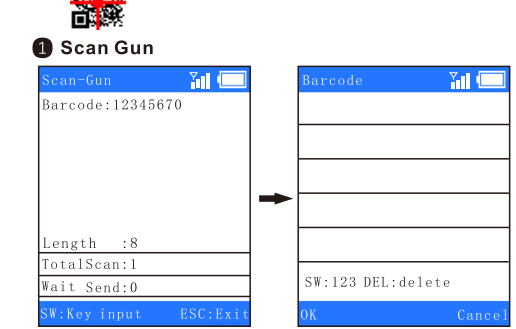 1 Scan Gun
Scan-Gun
Barcode:12345670
Length :8
TotalScan:1
Wait Send:0
SW:Key input ESC:Exit
Barcode
SW:123 DEL:delete
OK Cancel